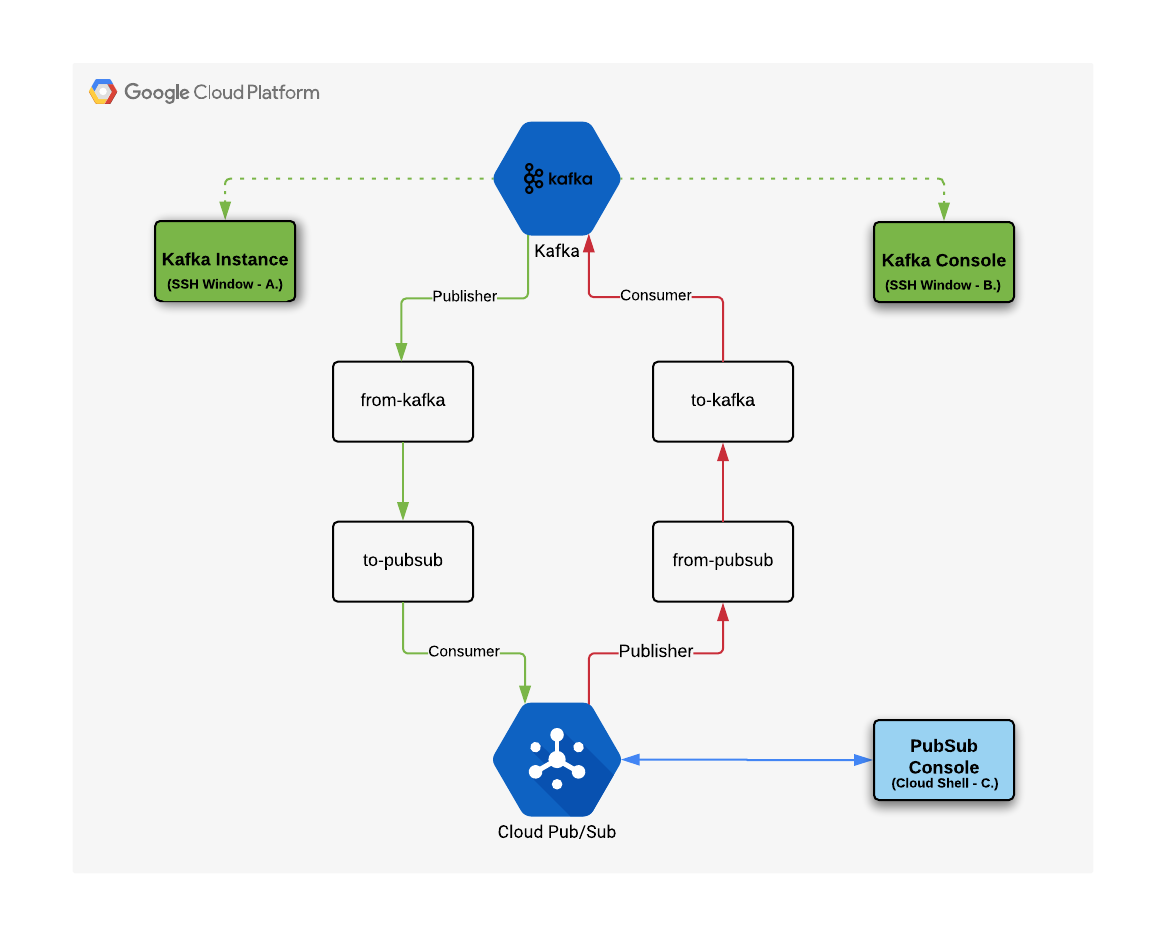 Google Cloud Platform
kafka
Kafka
Kafka Instance
(SSH Window - A.)
Kafka Console
(SSH Window - B.)
Publisher
Consumer
from-kafka
to-kafka
to-pubsub
from-pubsub
Consumer
Publisher
PubSub
Console
(Cloud Shell - C.)
Cloud Pub/Sub